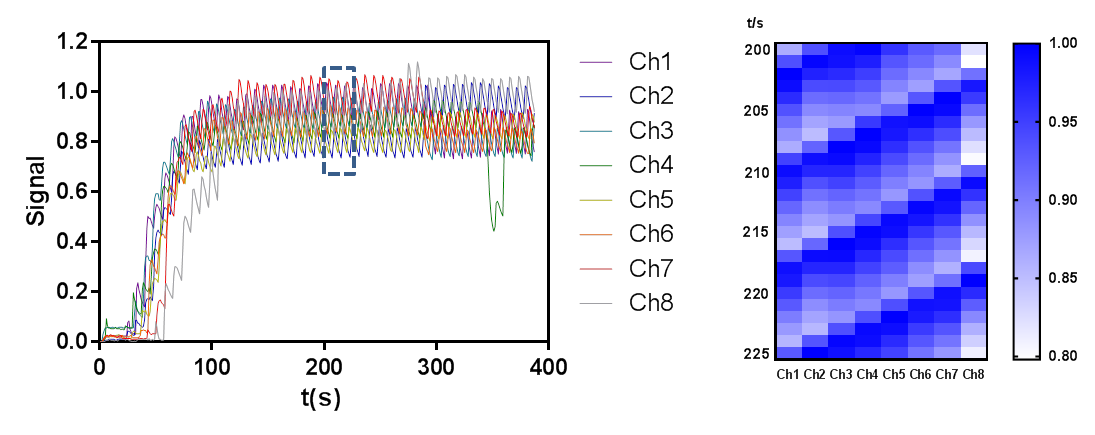 1.2
1.0
0.8
0.6
0.4
0.2
0.0
Signal
0
100
200
300
400
t(s)
Ch1
Ch2
Ch3
Ch4
Ch5
Ch6
Ch7
Ch8
t/s
200
205
210
215
220
225
Ch1 Ch2 Ch3 Ch4 Ch5 Ch6 Ch7 Ch8
1.00
0.95
0.90
0.85
0.80